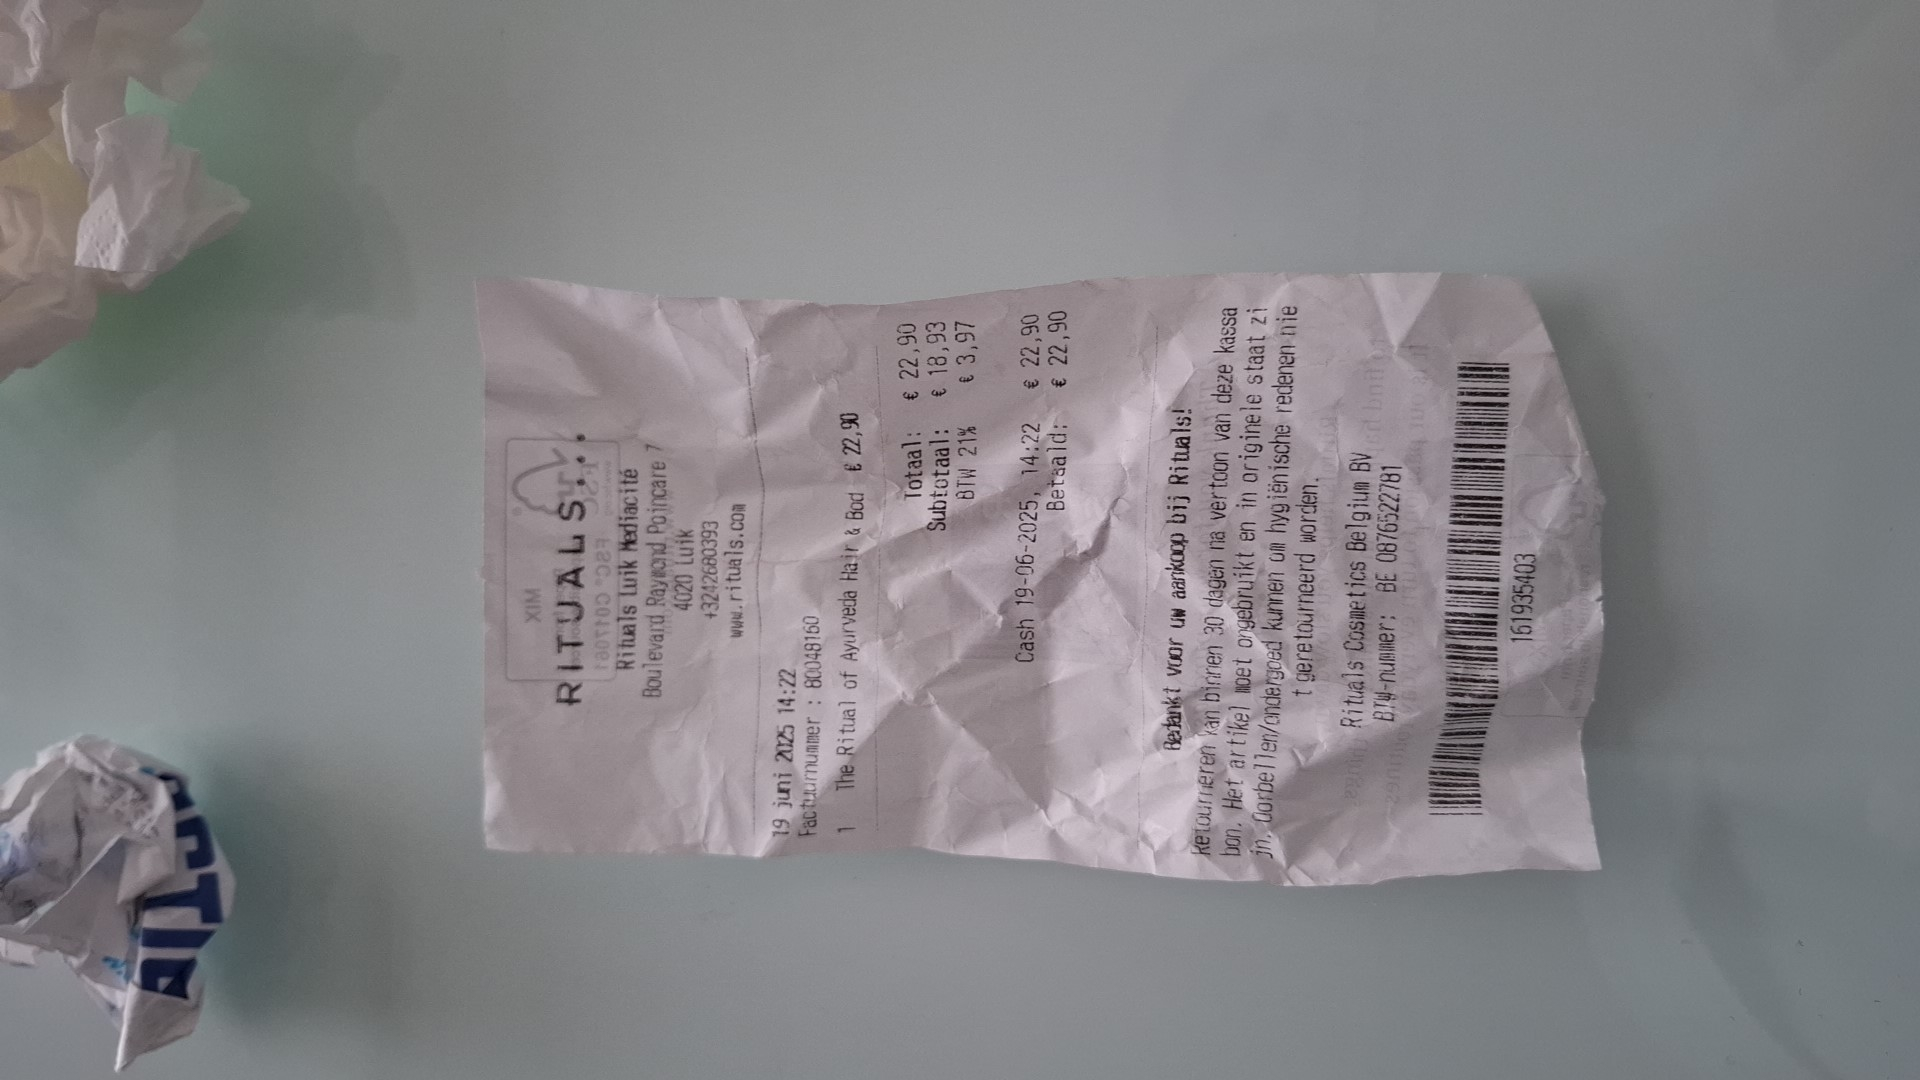 RITUALS...
Rituals Luik Mediacité
Boulevard Raymond Poincare 7
4020 Luik
+3242680393
www.rituals.com
19 juni 2025 14:22
Factuurnummer : 80048160
1 The Ritual of Ayurveda Hair & Bod € 22,90
Totaal: € 22,90
Subtotaal: € 18,93
BTW 21% € 3,97
Cash 19-06-2025, 14:22 € 22,90
Betaald: € 22,90
Bedankt voor uw aankoop bij Rituals!
Retourneren kan binnen 30 dagen na vertoon van deze kassa
bon. Het artikel moet ongebruikt en in originele staat zi
jn. Oorbellen/ondergoed kunnen om hygiënische redenen nie
t geretourneerd worden.
Rituals Cosmetics Belgium BV
BTW-nummer: BE 0876522781
161935403
MIX